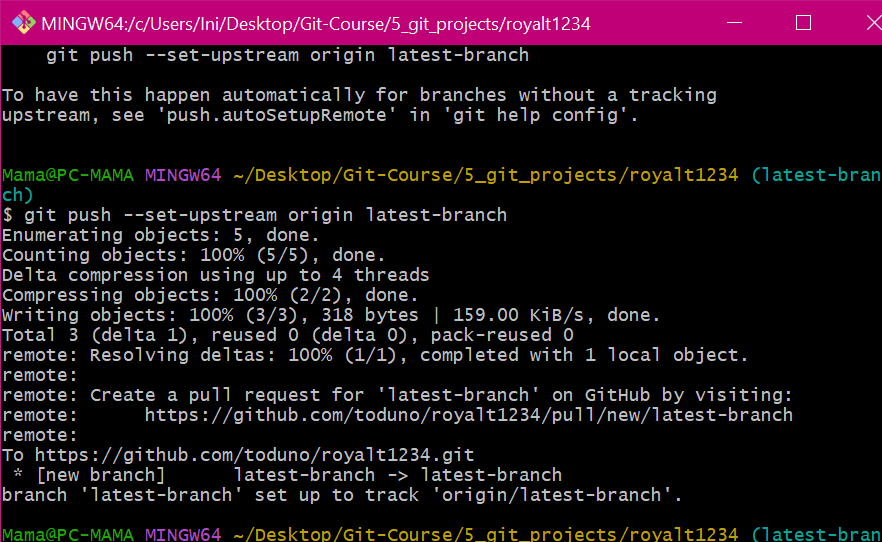 MINGW64:/c/Users/Ini/Desktop/Git-Course/5_git_projects/royalt1234
git push --set-upstream origin latest-branch
To have this happen automatically for branches without a tracking
upstream, see 'push.autoSetupRemote' in 'git help config'.
Mama@PC-MAMA MINGW64 ~/Desktop/Git-Course/5_git_projects/royalt1234 (latest-bran
ch)
$ git push --set-upstream origin latest-branch
Enumerating objects: 5, done.
Counting objects: 100% (5/5), done.
Delta compression using up to 4 threads
Compressing objects: 100% (2/2), done.
Writing objects: 100% (3/3), 318 bytes | 159.00 KiB/s, done.
Total 3 (delta 1), reused 0 (delta 0), pack-reused 0
remote: Resolving deltas: 100% (1/1), completed with 1 local object.
remote:
remote: Create a pull request for 'latest-branch' on GitHub by visiting:
remote:      https://github.com/toduno/royalt1234/pull/new/latest-branch
remote:
To https://github.com/toduno/royalt1234.git
 * [new branch]      latest-branch -> latest-branch
branch 'latest-branch' set up to track 'origin/latest-branch'.
Mama@PC-MAMA MINGW64 ~/Desktop/Git-Course/5_git_projects/royalt1234 (latest-bran